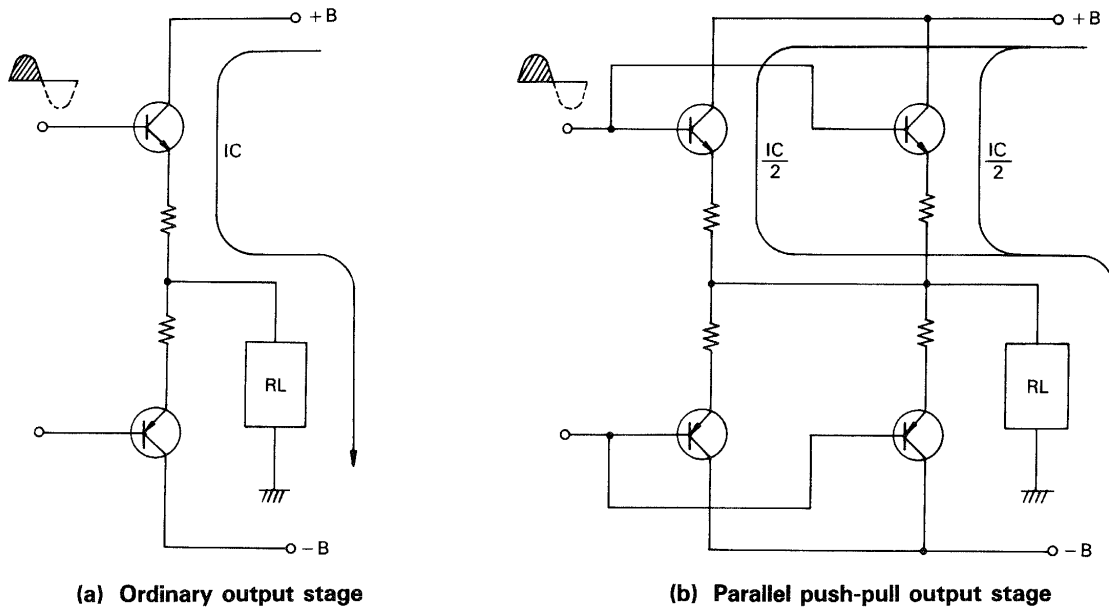 +B
IC
RL
−B
(a) Ordinary output stage
+B
IC
2
IC
2
RL
−B
(b) Parallel push-pull output stage